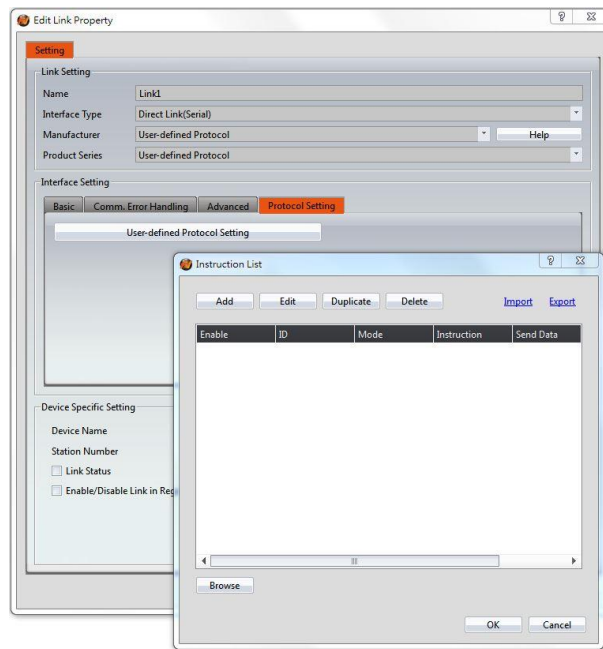 Edit Link Property
Setting
Link Setting
Name Link1
Interface Type Direct Link(Serial)
Manufacturer User-defined Protocol Help
Product Series User-defined Protocol
Interface Setting
Basic Comm. Error Handling Advanced Protocol Setting
User-defined Protocol Setting
Instruction List
Add Edit Duplicate Delete Import Export
Enable ID Mode Instruction Send Data
Device Specific Setting
Device Name
Station Number
Link Status
Enable/Disable Link in
Browse
OK Cancel